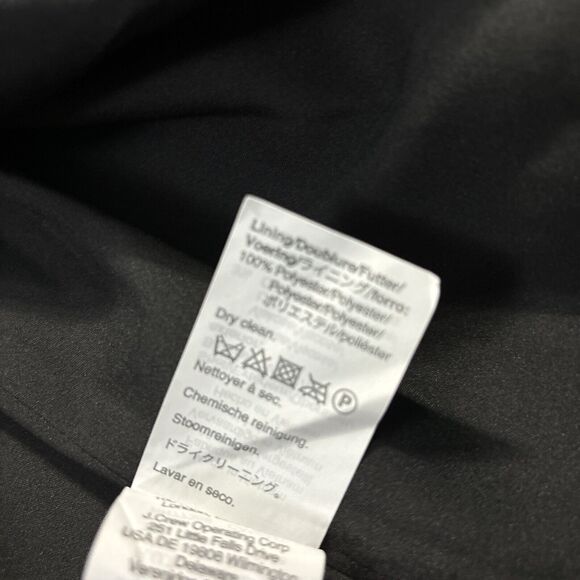 Lining/Doublure/Futter/
Voering/ライニング/forro:
100% Polyester/Polyester/
Polyester/Polyester/
ポリエステル/poliéster
Dry clean.
P
Nettoyer à sec.
Chemische reinigung.
Stoomreinigen.
ドライクリーニング。
Lavar en seco.
J.Crew Operating Corp
251 Little Falls Drive
USA DE 19808 Wilmington
Delaware